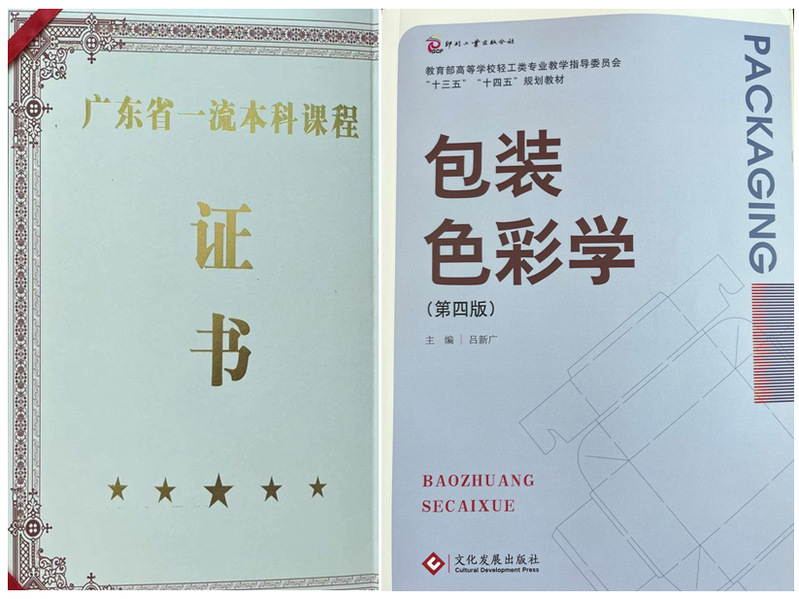 广东省一流本科课程
证
书
印刷工业出版公社
教育部高等学校轻工类专业教学指导委员会
“十三五”“十四五”规划教材
包装
色彩学
（第四版）
主 编 | 吕新广
PACKAGING
BAOZHUANG
SECAIXUE
文化发展出版社
Cultural Development Press